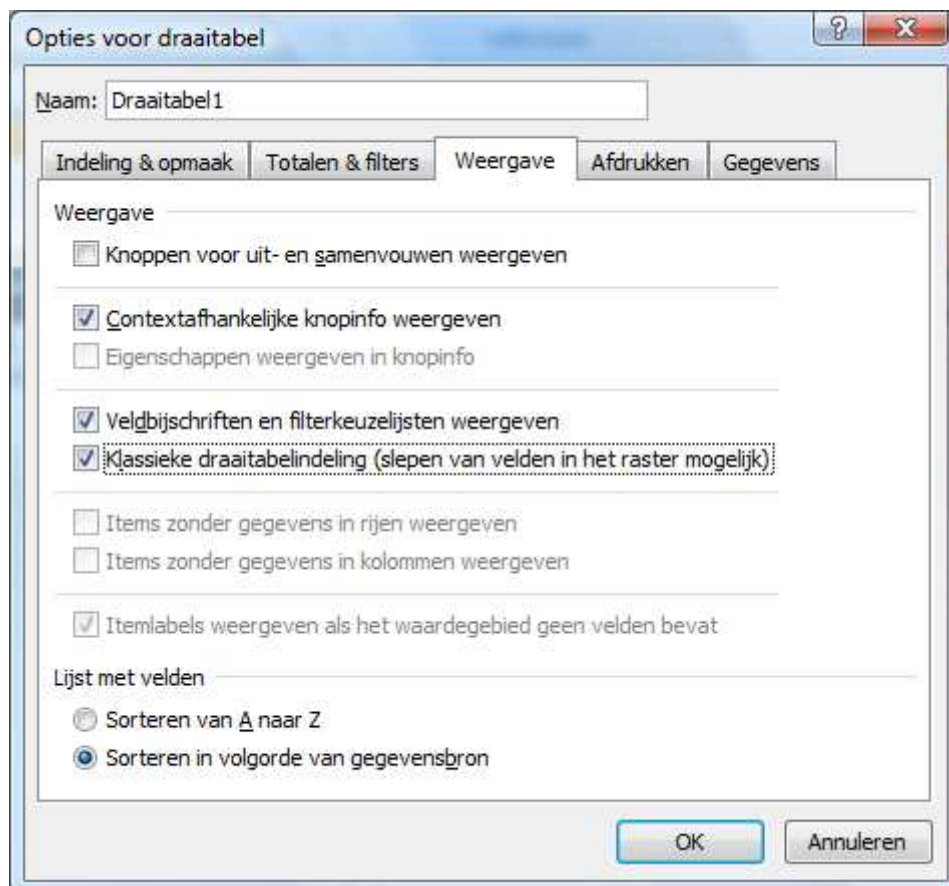 Opties voor draaitabel
Naam: Draaitabel1
Indeling & opmaak Totalen & filters Weergave Afdrukken Gegevens
Weergave
Knoppen voor uit- en samenvouwen weergeven
Contextafhankelijke knopinfo weergeven
Eigenschappen weergeven in knopinfo
Veldbijschriften en filterkeuzelijsten weergeven
Klassieke draaitabelindeling (slepen van velden in het raster mogelijk)
Items zonder gegevens in rijen weergeven
Items zonder gegevens in kolommen weergeven
Itemlabels weergeven als het waardegebied geen velden bevat
Lijst met velden
Sorteren van A naar Z
Sorteren in volgorde van gegevensbron
OK Annuleren